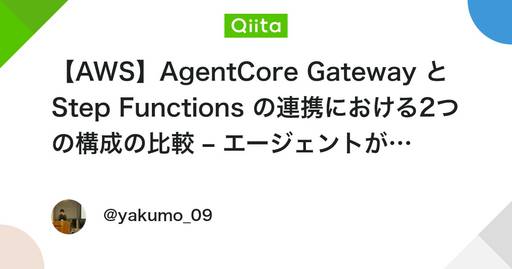 Qiita
【AWS】AgentCore Gateway と
Step Functions の連携における2つ
の構成の比較 – エージェントが…
@yakumo_09